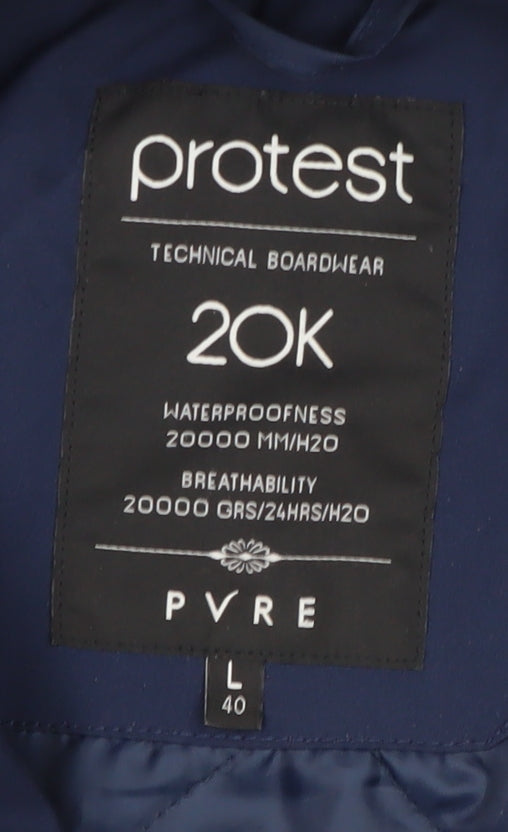 protest
TECHNICAL BOARDWEAR
20K
WATERPROOFNESS
20000 MM/H2O
BREATHABILITY
20000 GRS/24HRS/H2O
PVRE
L
40